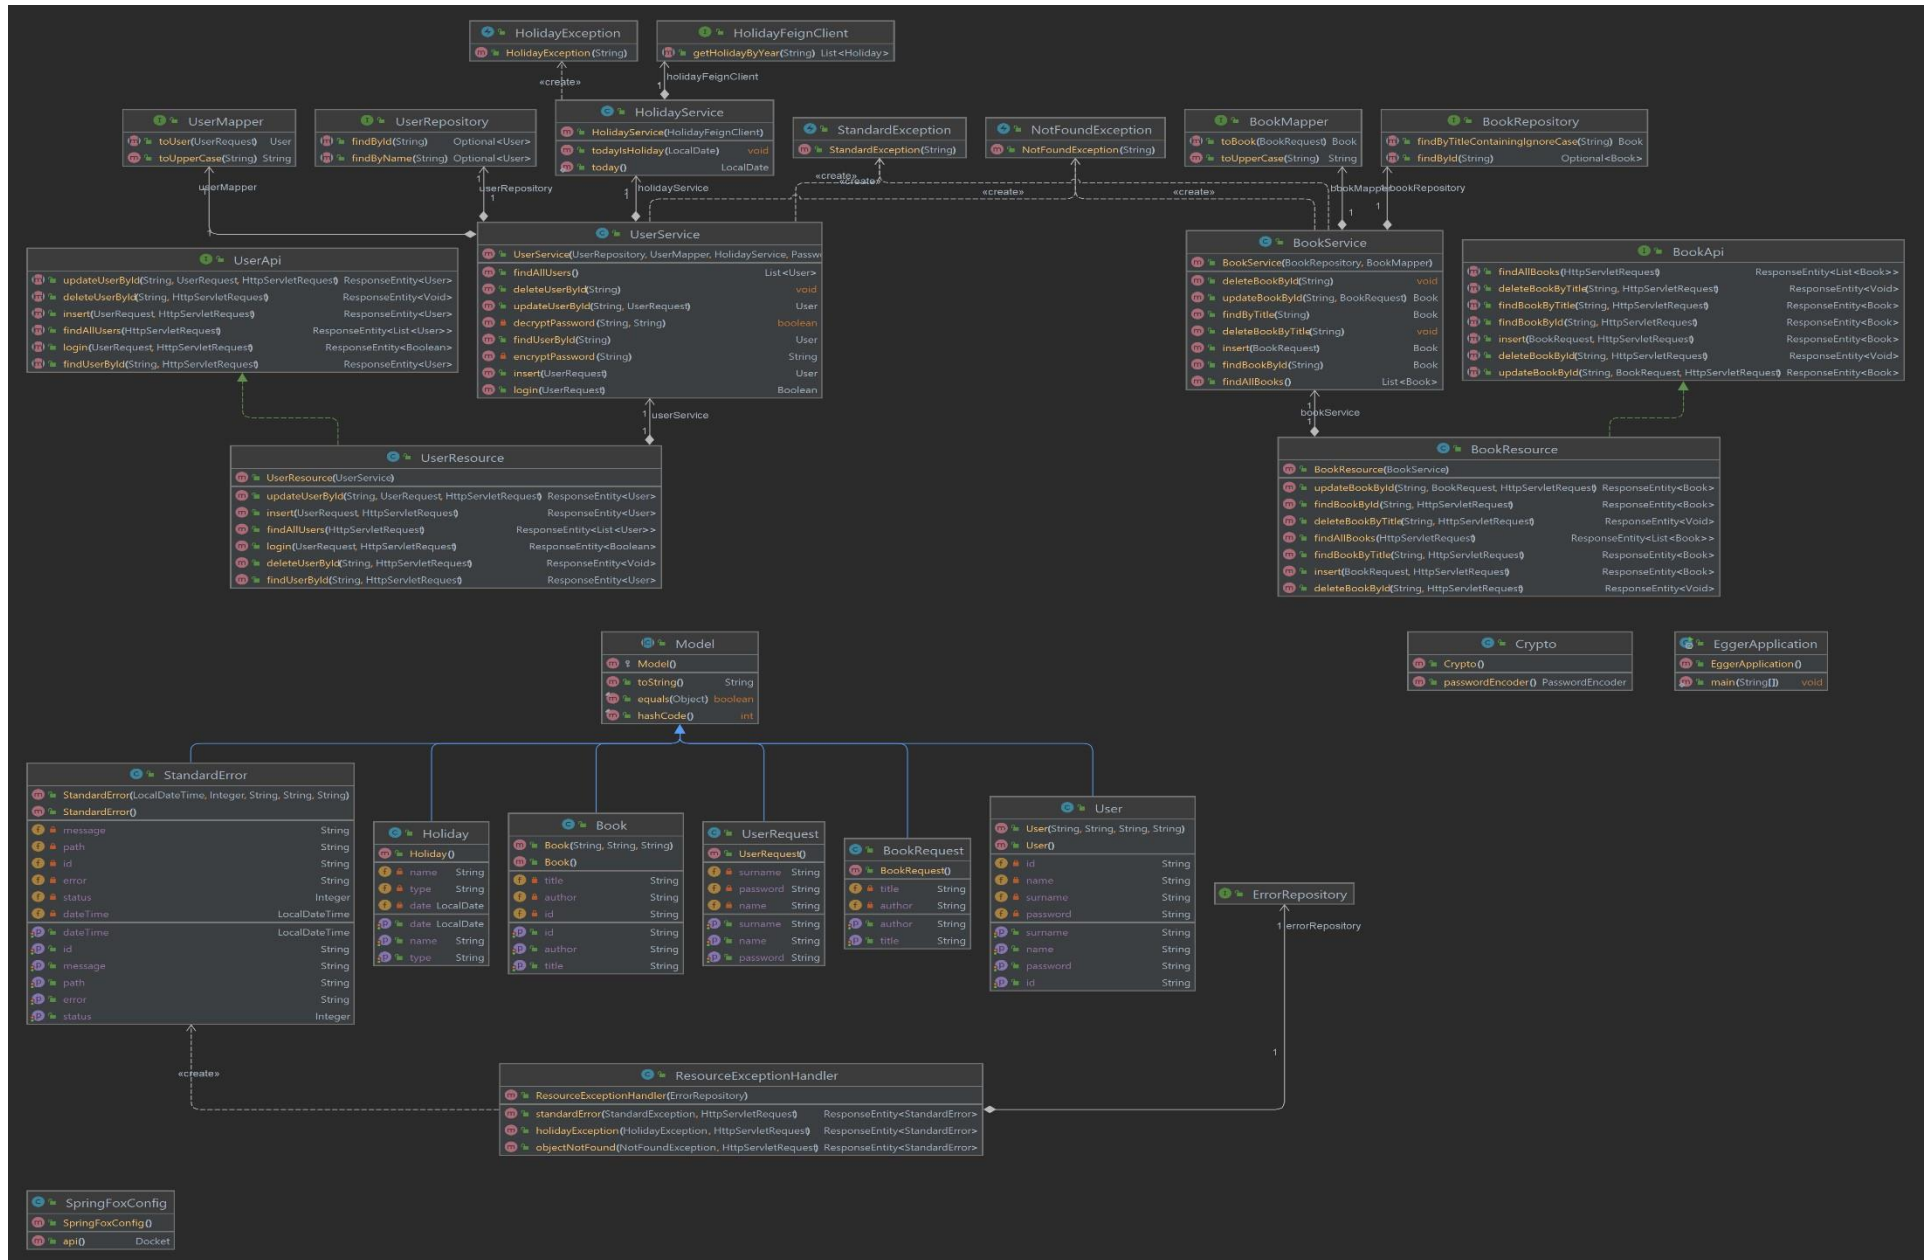 HolidayException
HolidayException(String)
HolidayFeignClient
getHolidayByYear(String) List<Holiday>
«create»
1
holidayFeignClient
HolidayService
HolidayService(HolidayFeignClient)
todayIsHoliday(LocalDate) void
today() LocalDate
UserMapper
toUser(UserRequest) User
toUpperCase(String) String
UserRepository
findById(String) Optional<User>
findByName(String) Optional<User>
StandardException
StandardException(String)
NotFoundException
NotFoundException(String)
BookMapper
toBook(BookRequest) Book
toUpperCase(String) String
BookRepository
findByTitleContainingIgnoreCase(String) Book
findById(String) Optional<Book>
userMapper
1
userRepository
1
1
holidayService
1
«create»
«create»
«create»
«create»
«create»
bookMapper
1
bookRepository
1
UserApi
updateUserById(String, UserRequest, HttpServletRequest) ResponseEntity<User>
deleteUserById(String, HttpServletRequest) ResponseEntity<Void>
insert(UserRequest, HttpServletRequest) ResponseEntity<User>
findAllUsers(HttpServletRequest) ResponseEntity<List<User>>
login(UserRequest, HttpServletRequest) ResponseEntity<Boolean>
findUserById(String, HttpServletRequest) ResponseEntity<User>
UserService
UserService(UserRepository, UserMapper, HolidayService, Passw
findAllUsers() List<User>
deleteUserById(String) void
updateUserById(String, UserRequest) User
decryptPassword(String, String) boolean
findUserById(String) User
encryptPassword(String) String
insert(UserRequest) User
login(UserRequest) Boolean
BookService
BookService(BookRepository, BookMapper)
deleteBookById(String) void
updateBookById(String, BookRequest) Book
findByTitle(String) Book
deleteBookByTitle(String) void
insert(BookRequest) Book
findBookById(String) Book
findAllBooks() List<Book>
BookApi
findAllBooks(HttpServletRequest) ResponseEntity<List<Book>>
deleteBookByTitle(String, HttpServletRequest) ResponseEntity<Void>
findBookByTitle(String, HttpServletRequest) ResponseEntity<Book>
findBookById(String, HttpServletRequest) ResponseEntity<Book>
insert(BookRequest, HttpServletRequest) ResponseEntity<Book>
deleteBookById(String, HttpServletRequest) ResponseEntity<Void>
updateBookById(String, BookRequest, HttpServletRequest) ResponseEntity<Book>
1
userService
1
1
bookService
1
UserResource
UserResource(UserService)
updateUserById(String, UserRequest, HttpServletRequest) ResponseEntity<User>
insert(UserRequest, HttpServletRequest) ResponseEntity<User>
findAllUsers(HttpServletRequest) ResponseEntity<List<User>>
login(UserRequest, HttpServletRequest) ResponseEntity<Boolean>
deleteUserById(String, HttpServletRequest) ResponseEntity<Void>
findUserById(String, HttpServletRequest) ResponseEntity<User>
BookResource
BookResource(BookService)
updateBookById(String, BookRequest, HttpServletRequest) ResponseEntity<Book>
findBookById(String, HttpServletRequest) ResponseEntity<Book>
deleteBookByTitle(String, HttpServletRequest) ResponseEntity<Void>
findAllBooks(HttpServletRequest) ResponseEntity<List<Book>>
findBookByTitle(String, HttpServletRequest) ResponseEntity<Book>
insert(BookRequest, HttpServletRequest) ResponseEntity<Book>
deleteBookById(String, HttpServletRequest) ResponseEntity<Void>
Model
Model()
toString() String
equals(Object) boolean
hashCode() int
Crypto
Crypto()
passwordEncoder() PasswordEncoder
EggerApplication
EggerApplication()
main(String[]) void
StandardError
StandardError(LocalDateTime, Integer, String, String, String)
StandardError()
message String
path String
id String
error String
status Integer
dateTime LocalDateTime
dateTime LocalDateTime
id String
message String
path String
error String
status Integer
Holiday
Holiday()
name String
type String
date LocalDate
date LocalDate
name String
type String
Book
Book(String, String, String)
Book()
title String
author String
id String
id String
author String
title String
UserRequest
UserRequest()
surname String
password String
name String
surname String
name String
password String
BookRequest
BookRequest()
title String
author String
author String
title String
User
User(String, String, String, String)
User()
id String
name String
surname String
password String
surname String
name String
password String
id String
ErrorRepository
1
errorRepository
1
«create»
ResourceExceptionHandler
ResourceExceptionHandler(ErrorRepository)
standardError(StandardException, HttpServletRequest) ResponseEntity<StandardError>
holidayException(HolidayException, HttpServletRequest) ResponseEntity<StandardError>
objectNotFound(NotFoundException, HttpServletRequest) ResponseEntity<StandardError>
SpringFoxConfig
SpringFoxConfig()
api() Docket